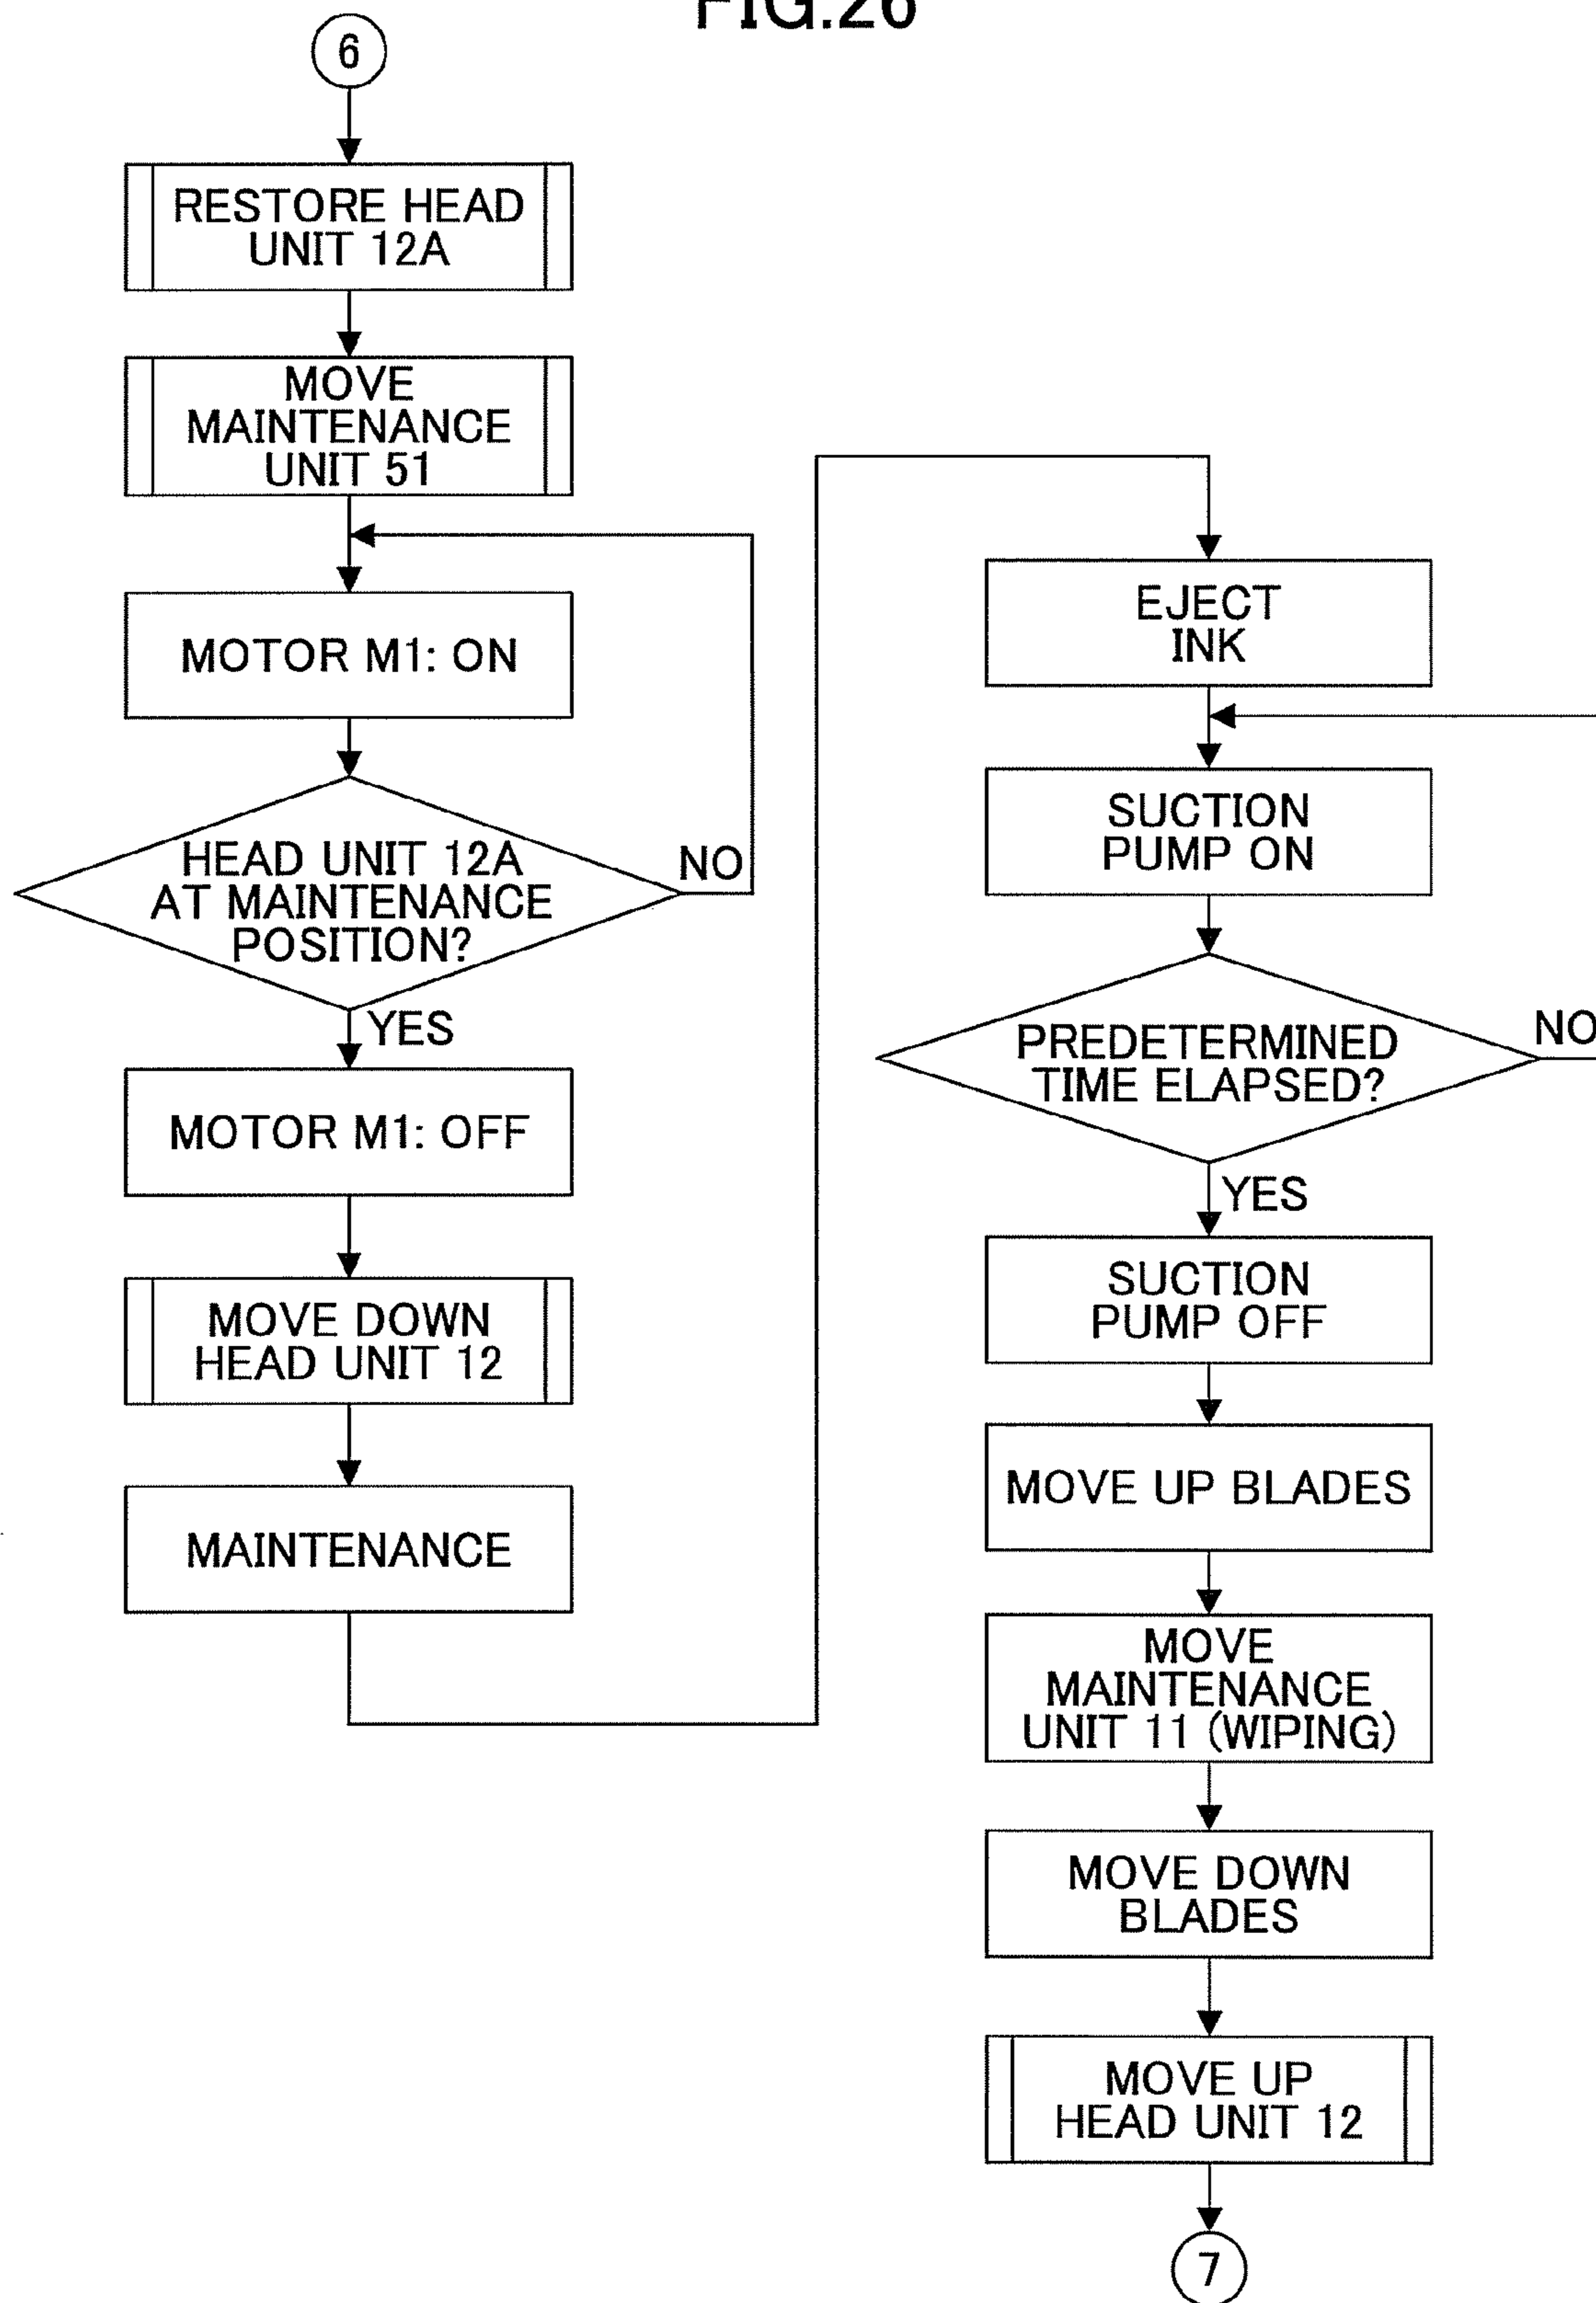 FIG.26
6
RESTORE HEAD
UNIT 12A
MOVE
MAINTENANCE
UNIT 51
MOTOR M1: ON
HEAD UNIT 12A
AT MAINTENANCE
POSITION?
NO
YES
MOTOR M1: OFF
MOVE DOWN
HEAD UNIT 12
MAINTENANCE
EJECT
INK
SUCTION
PUMP ON
PREDETERMINED
TIME ELAPSED?
NO
YES
SUCTION
PUMP OFF
MOVE UP BLADES
MOVE
MAINTENANCE
UNIT 11 (WIPING)
MOVE DOWN
BLADES
MOVE UP
HEAD UNIT 12
7